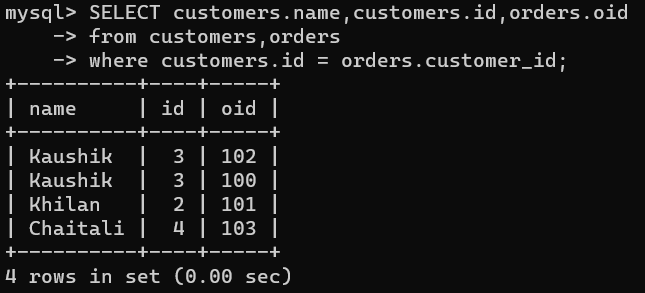 mysql> SELECT customers.name,customers.id,orders.oid
    -> from customers,orders
    -> where customers.id = orders.customer_id;
+----------+----+-----+
| name     | id | oid |
+----------+----+-----+
| Kaushik  |  3 | 102 |
| Kaushik  |  3 | 100 |
| Khilan   |  2 | 101 |
| Chaitali |  4 | 103 |
+----------+----+-----+
4 rows in set (0.00 sec)